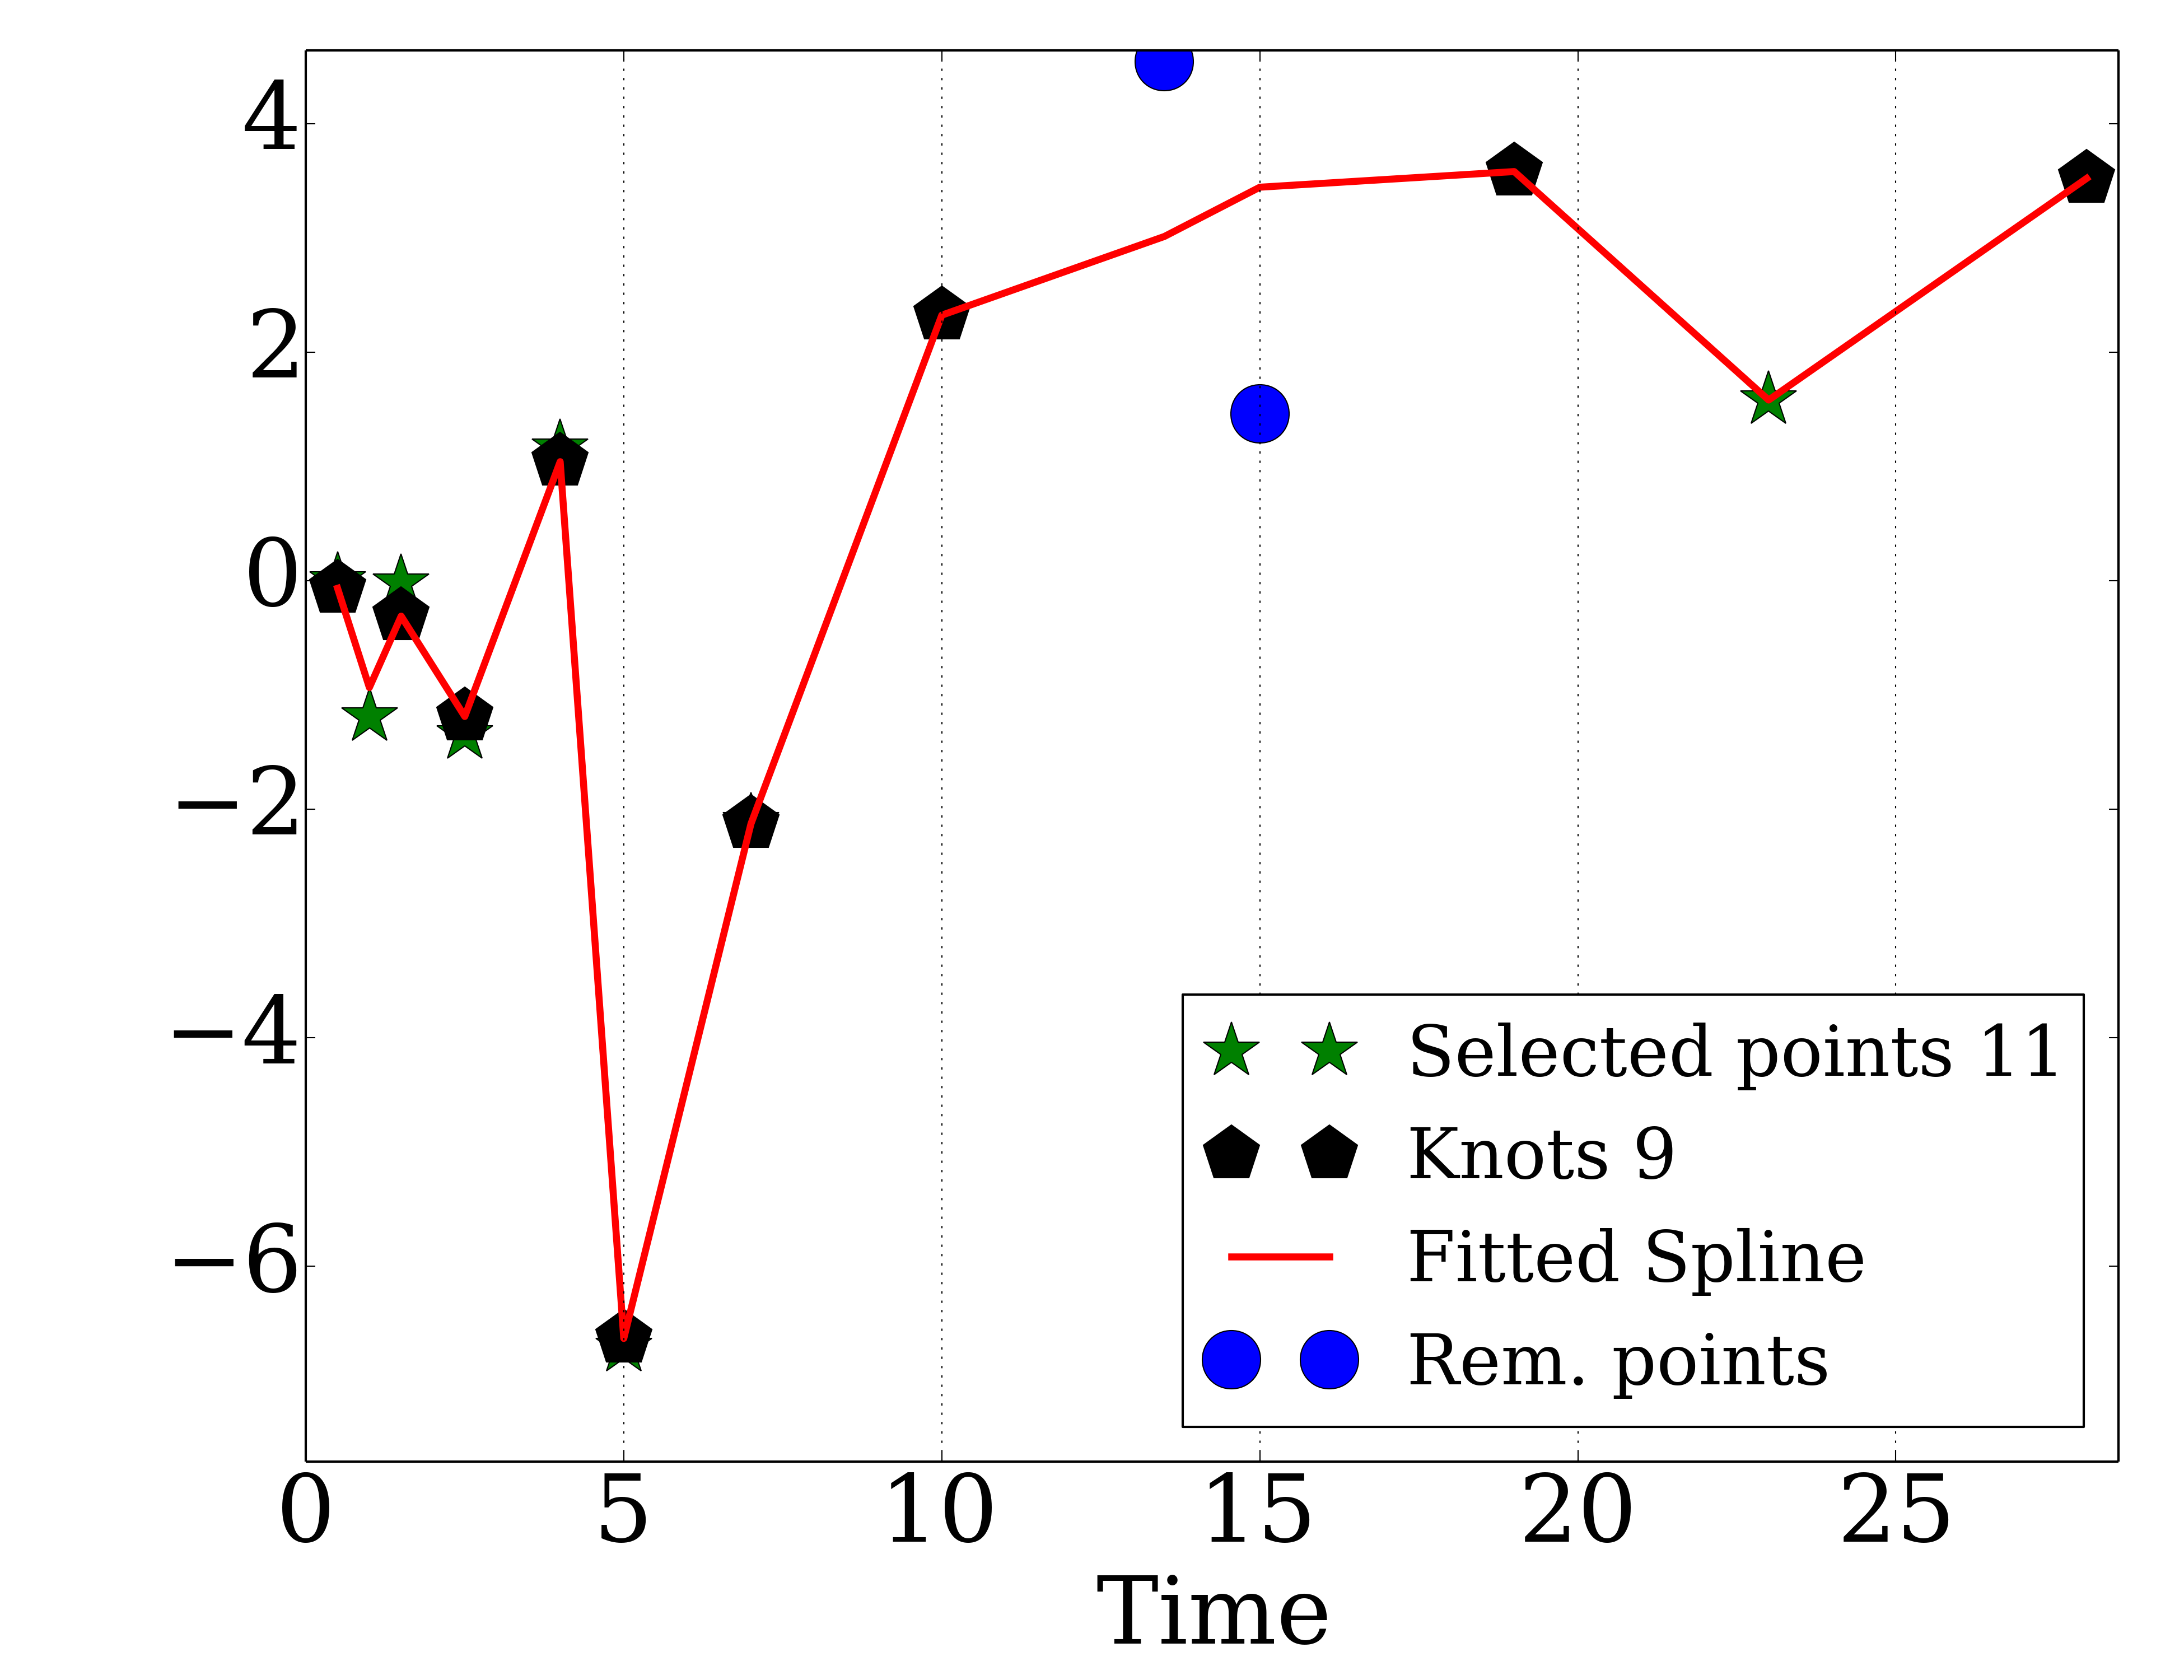 4
2
0
−2
−4
−6
0 5 10 15 20 25
Time
Selected points 11
Knots 9
Fitted Spline
Rem. points